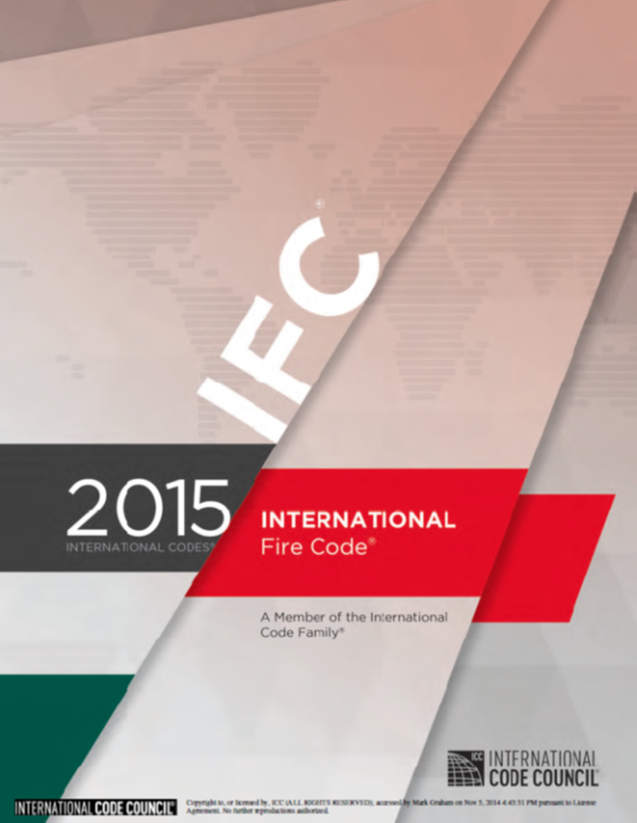 IFC®
2015
INTERNATIONAL CODES®
INTERNATIONAL
Fire Code®
A Member of the International
Code Family®
ICC INTERNATIONAL
CODE COUNCIL®
INTERNATIONAL CODE COUNCIL®
Copyright to, or licensed by, ICC (ALL RIGHTS RESERVED); accessed by Mark Graham on Nov 5, 2014 4:43:31 PM pursuant to License
Agreement. No further reproductions authorized.